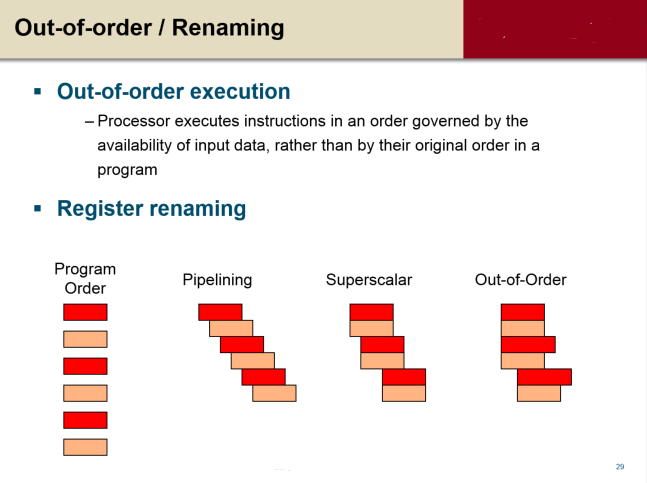 Out-of-order / Renaming
Out-of-order execution
– Processor executes instructions in an order governed by the
availability of input data, rather than by their original order in a
program
Register renaming
Program
Order
Pipelining
Superscalar
Out-of-Order
29